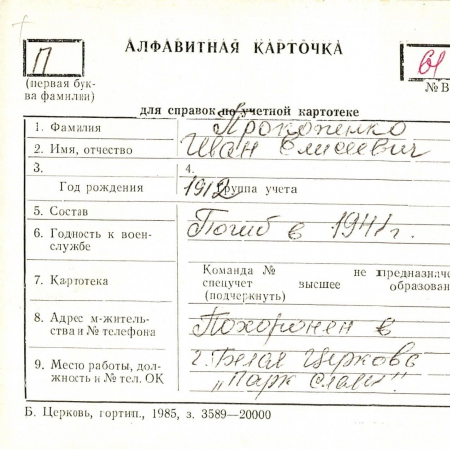 П
АЛФАВИТНАЯ КАРТОЧКА
61
(первая бук-
ва фамилии)
№ В
для справок по учетной картотеке
1. Фамилия
2. Имя, отчество Иван Елисеевич
3. 4.
Год рождения 1912 Группа учета
5. Состав
6. Годность к воен- Погиб в 1941 г.
службе
7. Картотека
Команда № не предназначе
спецучет высшее образован
(подчеркнуть)
8. Адрес м-жительства Похоронен в
ства и № телефона
9. Место работы, дол- г. Белая Церковь
жность и № тел. ОК „Парк Славы".
Б. Церковь, гортип., 1985, з. 3589—20000